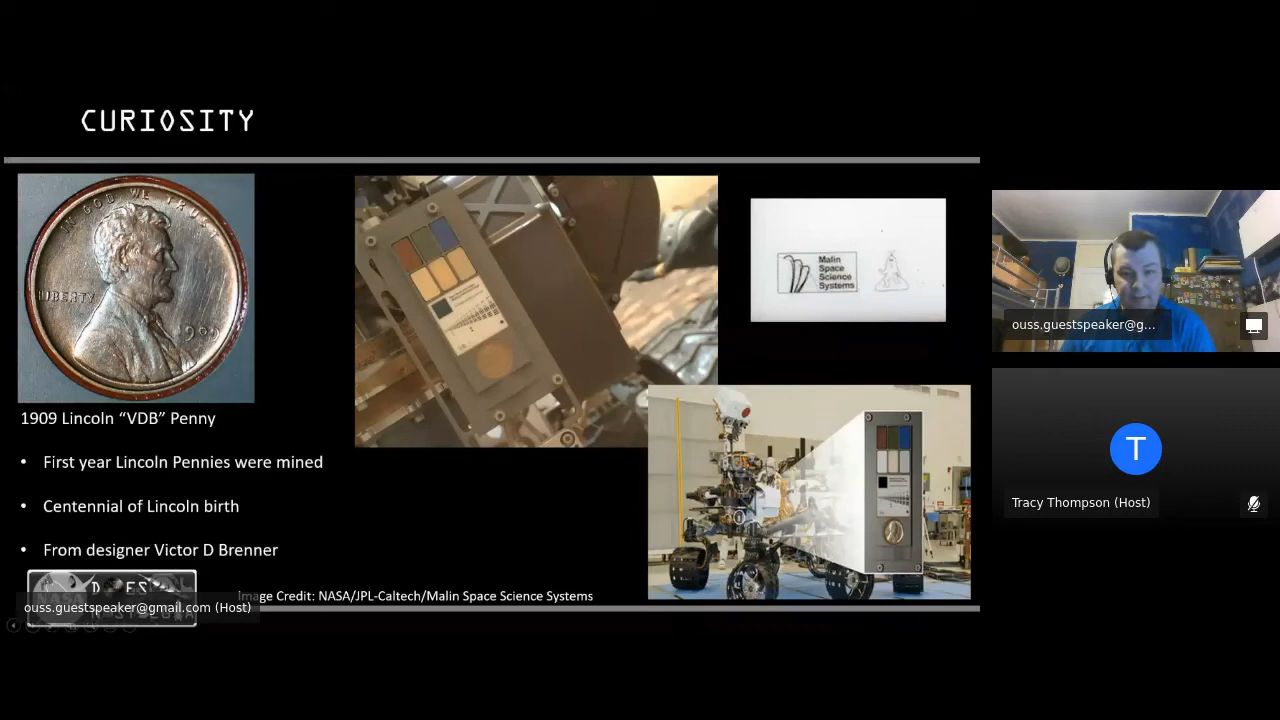 CURIOSITY
IN GOD WE TRUST
LIBERTY
1909
Malin
Space
Science
Systems
1909 Lincoln “VDB” Penny
• First year Lincoln Pennies were mined
• Centennial of Lincoln birth
• From designer Victor D Brenner
Image Credit: NASA/JPL-Caltech/Malin Space Science Systems
ouss.guestspeaker@gmail.com (Host)
ouss.guestspeaker@g...
T
Tracy Thompson (Host)